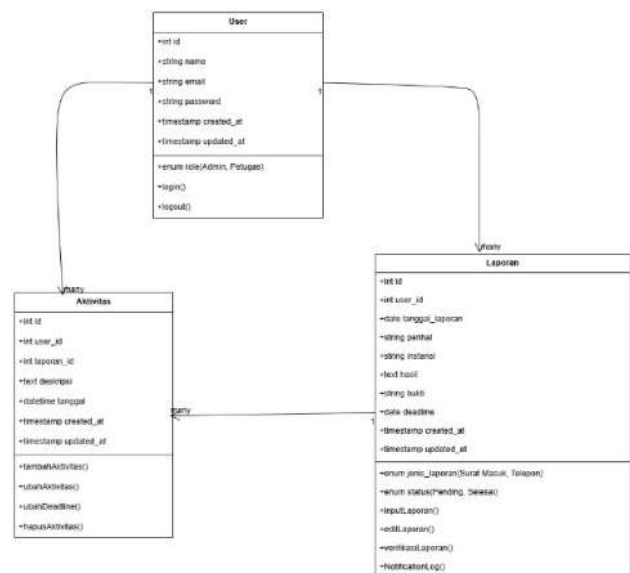 User
+int id
+string name
+string email
+string password
+timestamp created_at
+timestamp updated_at
+enum role(Admin, Petugas)
+login()
+logout()
1
1
many
many
Aktivitas
+int id
+int user_id
+int laporan_id
+text deskripsi
+datetime tanggal
+timestamp created_at
+timestamp updated_at
+tambahAktivitas()
+ubahAktivitas()
+ubahDeadline()
+hapusAktivitas()
many
1
Laporan
+int id
+int user_id
+date tanggal_laporan
+string perihal
+string instansi
+text hasil
+string bukti
+date deadline
+timestamp created_at
+timestamp updated_at
+enum jenis_laporan(Surat Masuk, Telepon)
+enum status(Pending, Selesai)
+inputLaporan()
+editLaporan()
+verifikasiLaporan()
+NotificationLog()